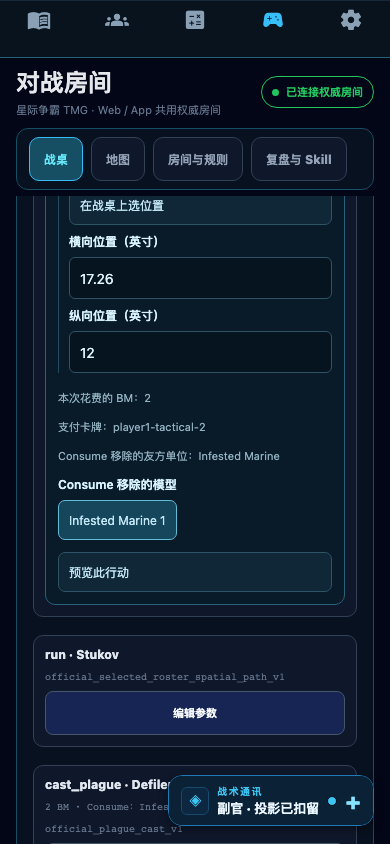 对战房间
星际争霸 TMG · Web / App 共用权威房间
已连接权威房间
战桌
地图
房间与规则
复盘与 Skill
在战桌上选位置
横向位置（英寸）
17.26
纵向位置（英寸）
12
本次花费的 BM：2
支付卡牌：player1-tactical-2
Consume 移除的友方单位：Infested Marine
Consume 移除的模型
Infested Marine 1
预览此行动
run · Stukov
official_selected_roster_spatial_path_v1
编辑参数
cast_plague · Defile
2 BM · Consume: Infes
official_plague_cast_v1
战术通讯
副官 · 投影已扣留